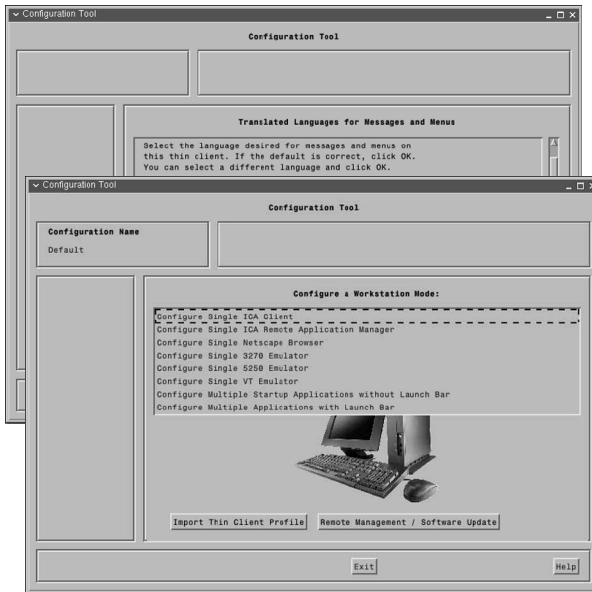 Configuration Tool
Configuration Tool
Translated Languages for Messages and Menus
Select the language desired for messages and menus on
this thin client. If the default is correct, click OK.
You can select a different language and click OK.
Configuration Tool
Configuration Tool
Configuration Name
Default
Configure a Workstation Mode:
Configure Single ICA Client
Configure Single ICA Remote Application Manager
Configure Single Netscape Browser
Configure Single 3270 Emulator
Configure Single 5250 Emulator
Configure Single VT Emulator
Configure Multiple Startup Applications without Launch Bar
Configure Multiple Applications with Launch Bar
Import Thin Client Profile
Remote Management / Software Update
Exit
Help